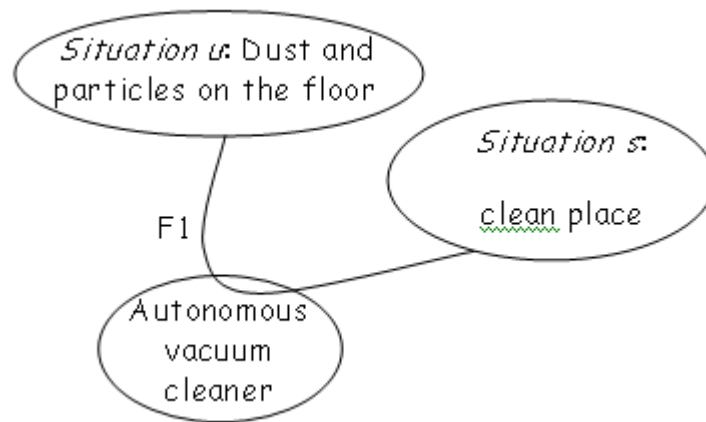 Situation u: Dust and
particles on the floor
Situation s:
clean place
F1
Autonomous
vacuum
cleaner